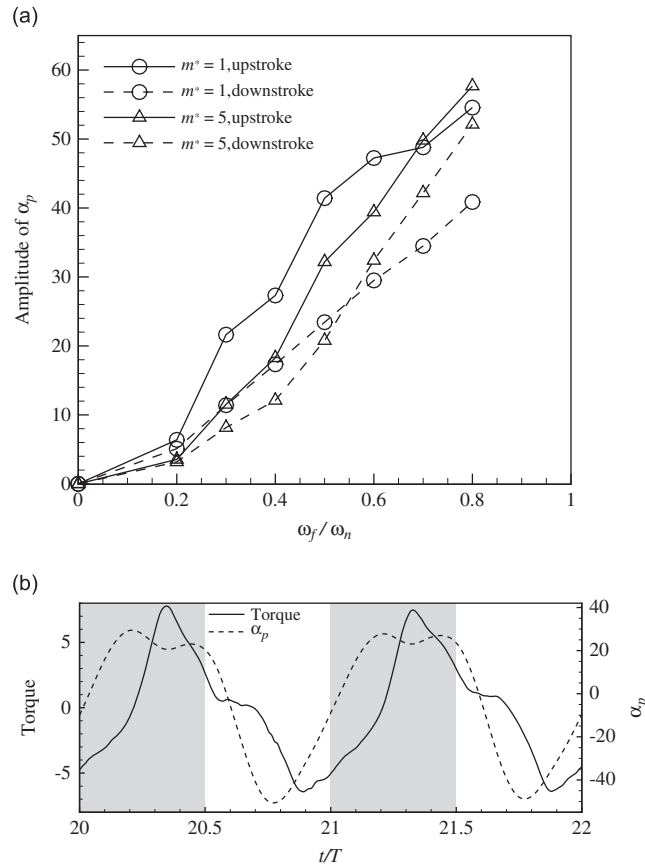 (a)
60
50
40
30
20
10
0
Amplitude of αp
m* = 1,upstroke
m* = 1,downstroke
m* = 5,upstroke
m* = 5,downstroke
0 0.2 0.4 0.6 0.8 1
ωf / ωn
(b)
Torque
αp
5
0
-5
Torque
40
20
0
-20
-40
αp
20 20.5 21 21.5 22
t/T